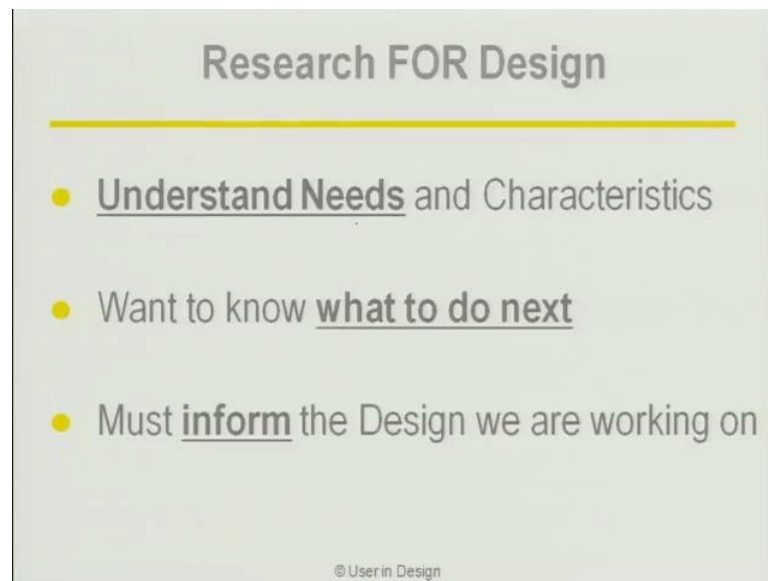 Research FOR Design
Understand Needs and Characteristics
Want to know what to do next
Must inform the Design we are working on
© User in Design